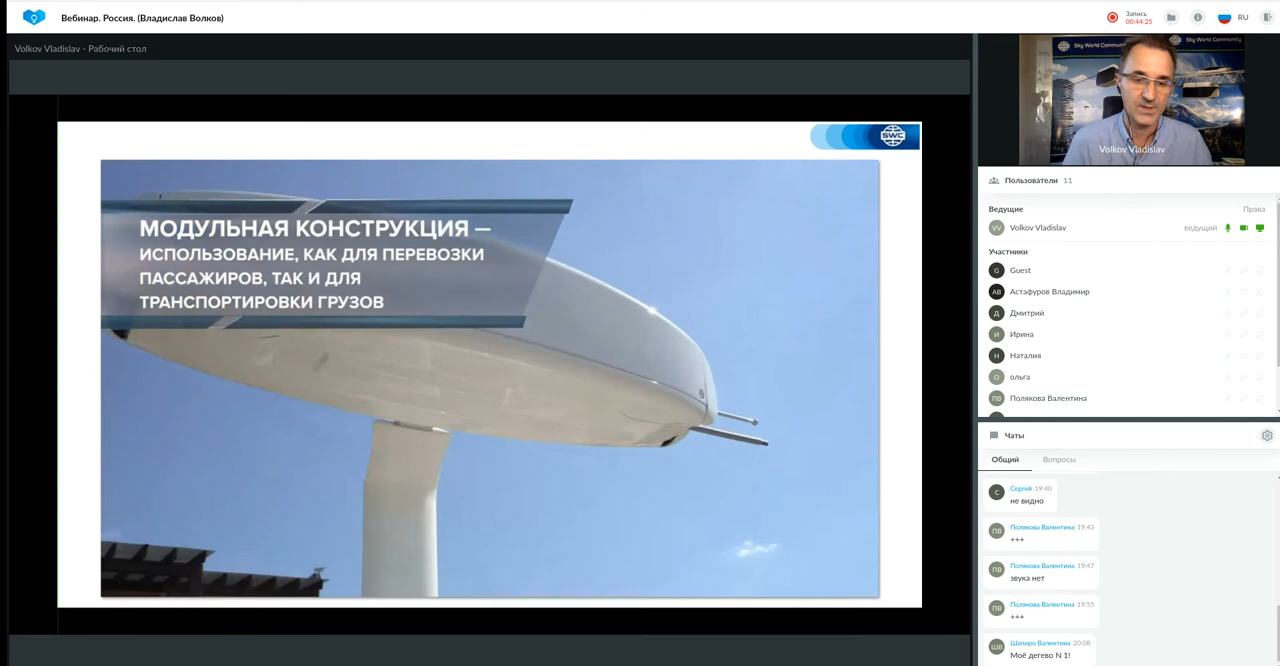 Вебинар. Россия. (Владислав Волков)
Запись
00:44:25
RU
Volkov Vladislav - Рабочий стол
SWC
МОДУЛЬНАЯ КОНСТРУКЦИЯ —
ИСПОЛЬЗОВАНИЕ, КАК ДЛЯ ПЕРЕВОЗКИ
ПАССАЖИРОВ, ТАК И ДЛЯ
ТРАНСПОРТИРОВКИ ГРУЗОВ
Sky World Community
Sky World Community
Volkov Vladislav
Пользователи 11
Ведущие Права
VV Volkov Vladislav ведущий
Участники
G Guest
АВ Астафуров Владимир
Д Дмитрий
И Ирина
Н Наталия
О ольга
ПВ Полякова Валентина
Чаты
Общий Вопросы
С Сергей 19:40
не видно
ПВ Полякова Валентина 19:43
+++
ПВ Полякова Валентина 19:47
звука нет
ПВ Полякова Валентина 19:55
+++
ШВ Шапиро Валентина 20:08
Моё дегево N 1!